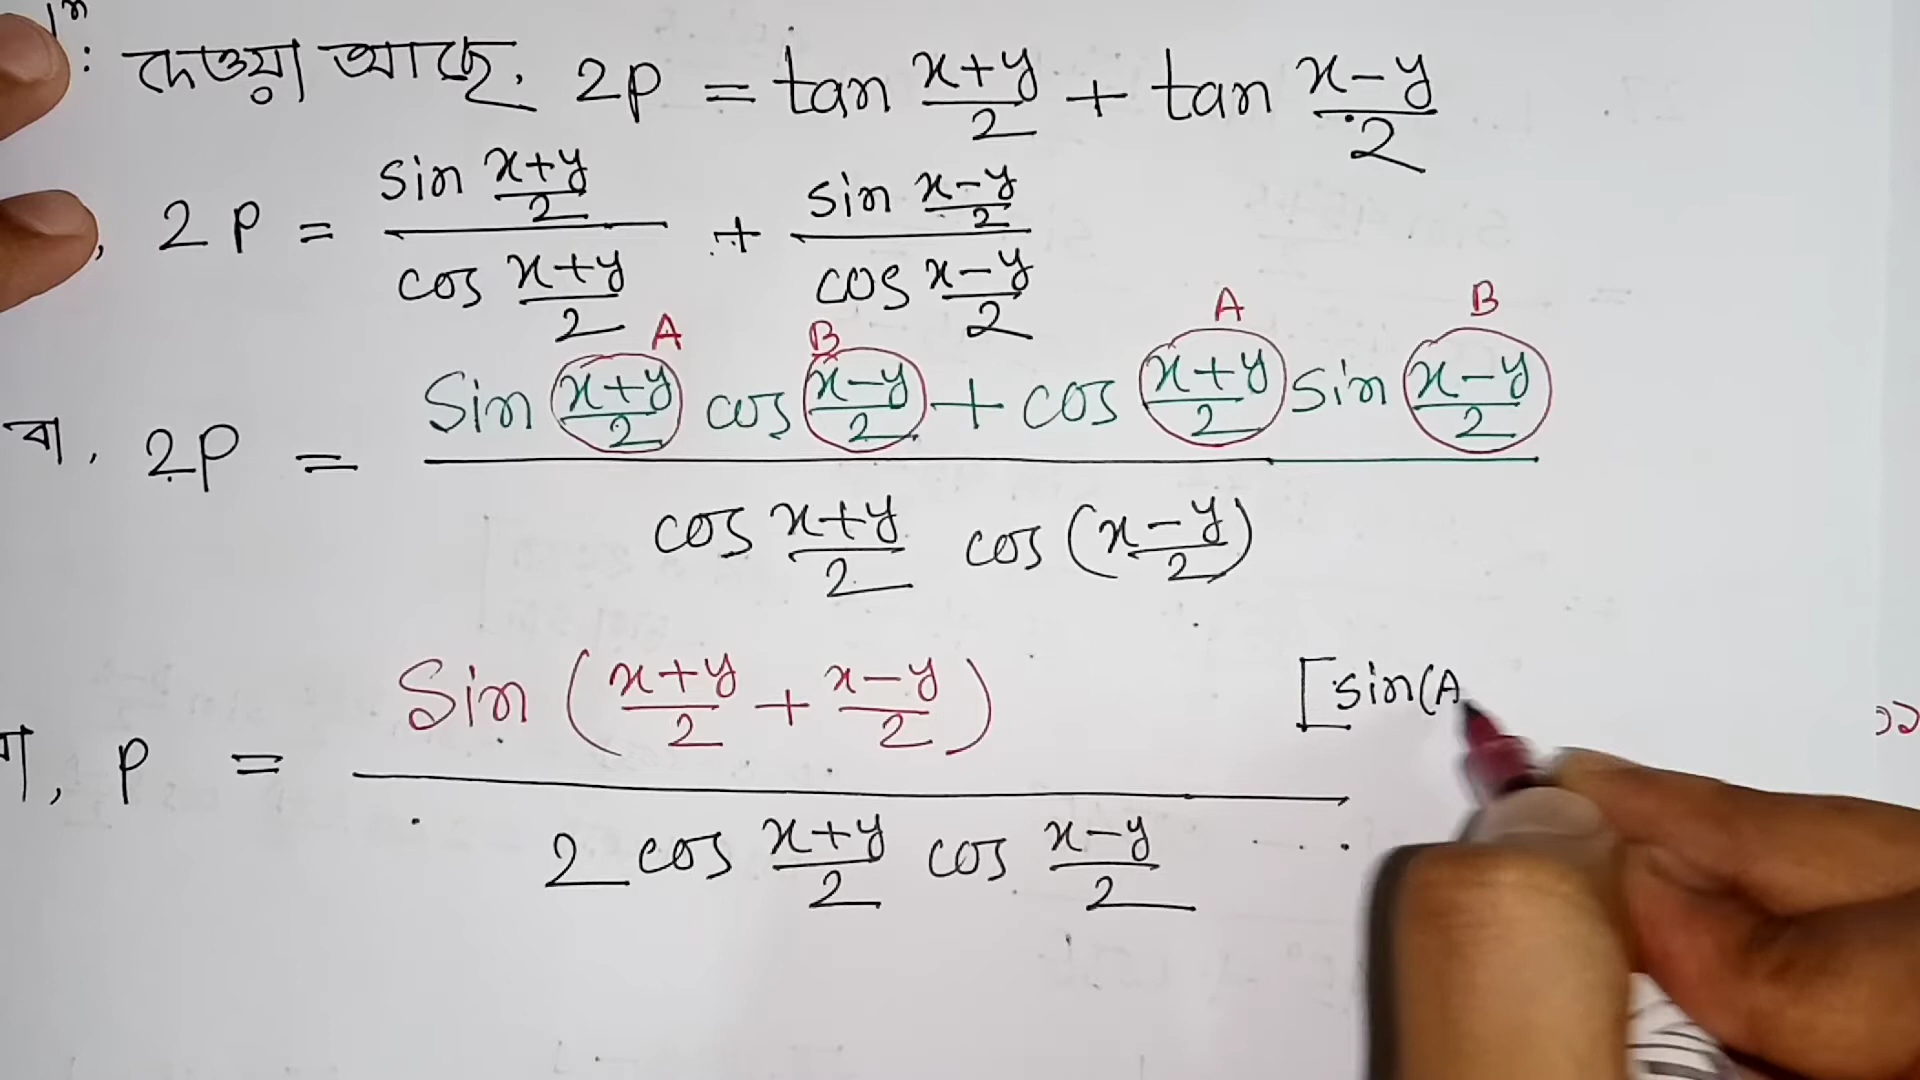 দেওয়া আছে, 2P = tan (x+y)/2 + tan (x-y)/2
, 2P = (sin (x+y)/2)/(cos (x+y)/2) + (sin (x-y)/2)/(cos (x-y)/2)
A B A B
বা, 2P = (sin (x+y)/2 cos (x-y)/2 + cos (x+y)/2 sin (x-y)/2)/(cos (x+y)/2 cos ((x-y)/2))
, P = (sin ((x+y)/2 + (x-y)/2))/(2 cos (x+y)/2 cos (x-y)/2) [sin(A